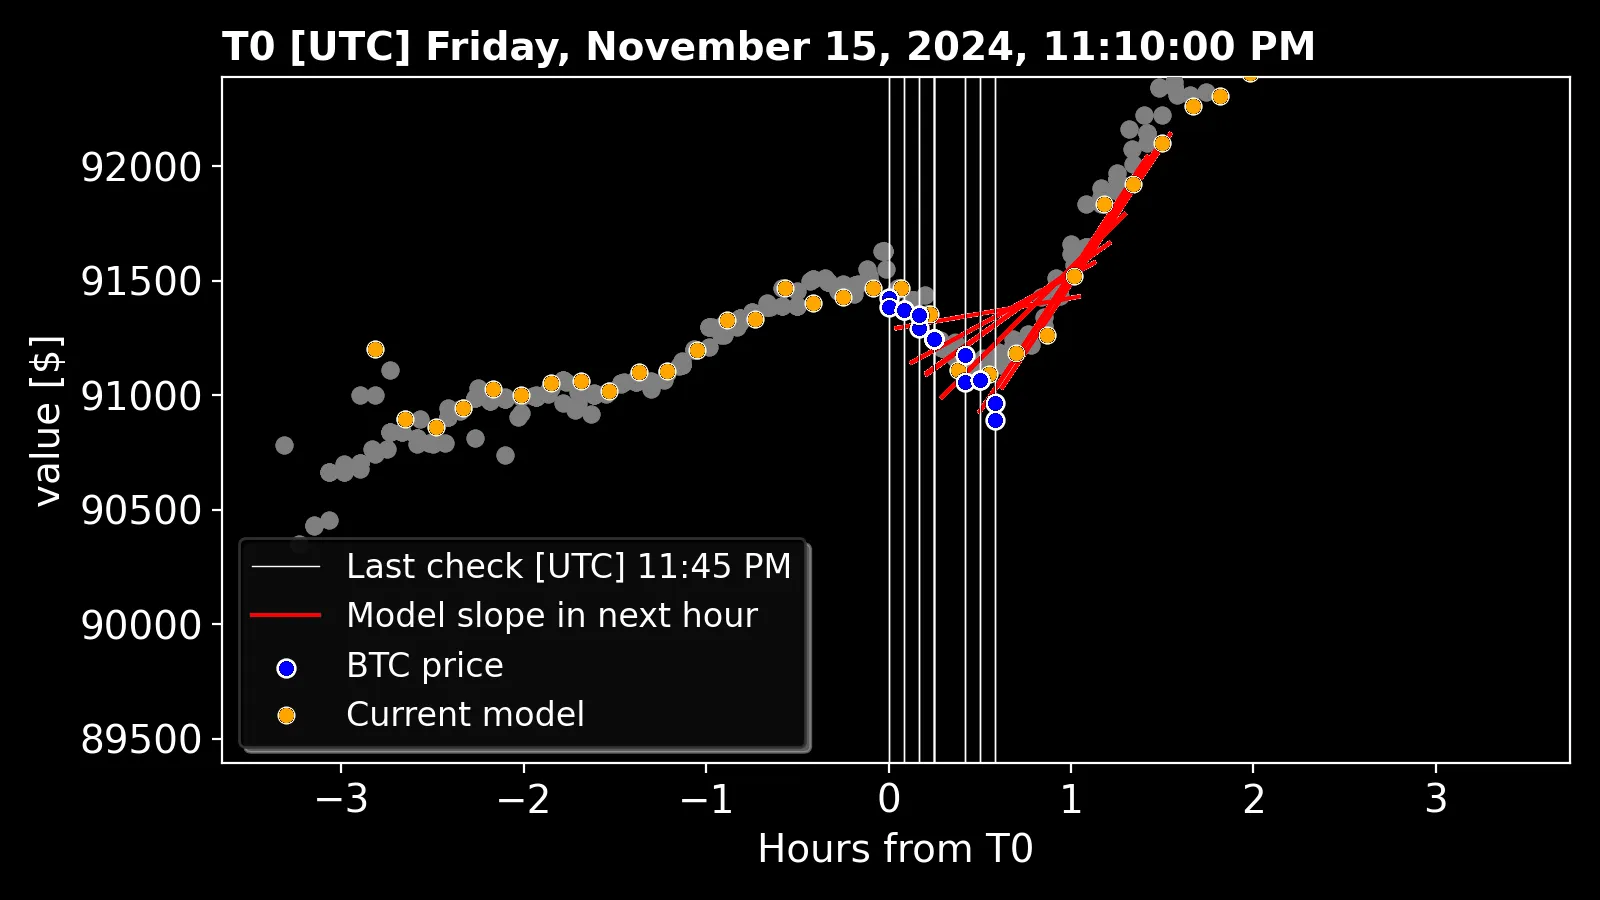 T0 [UTC] Friday, November 15, 2024, 11:10:00 PM
value [$]
92000
91500
91000
90500
90000
89500
Last check [UTC] 11:45 PM
Model slope in next hour
BTC price
Current model
−3 −2 −1 0 1 2 3
Hours from T0